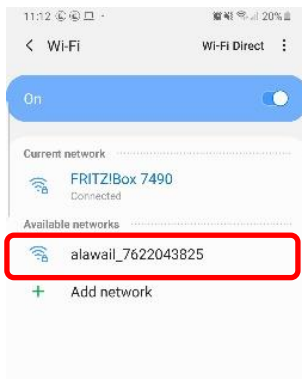 11:12 20%
Wi-Fi Wi-Fi Direct
On
Current network
FRITZ!Box 7490
Connected
Available networks
alawail_7622043825
+ Add network